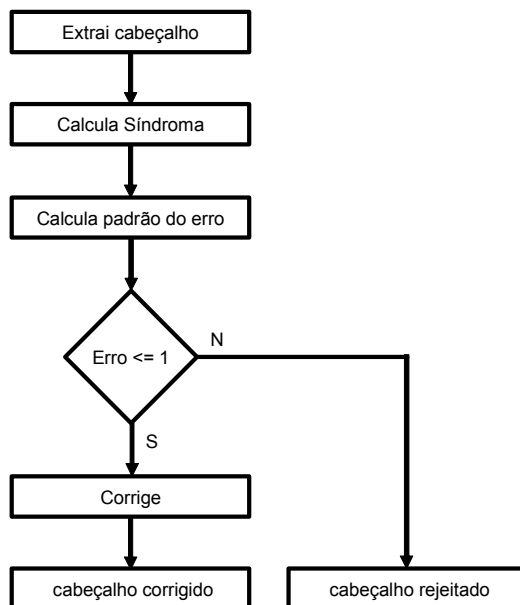 Extrai cabeçalho
Calcula Síndroma
Calcula padrão do erro
Erro <= 1
N
S
Corrige
cabeçalho corrigido
cabeçalho rejeitado